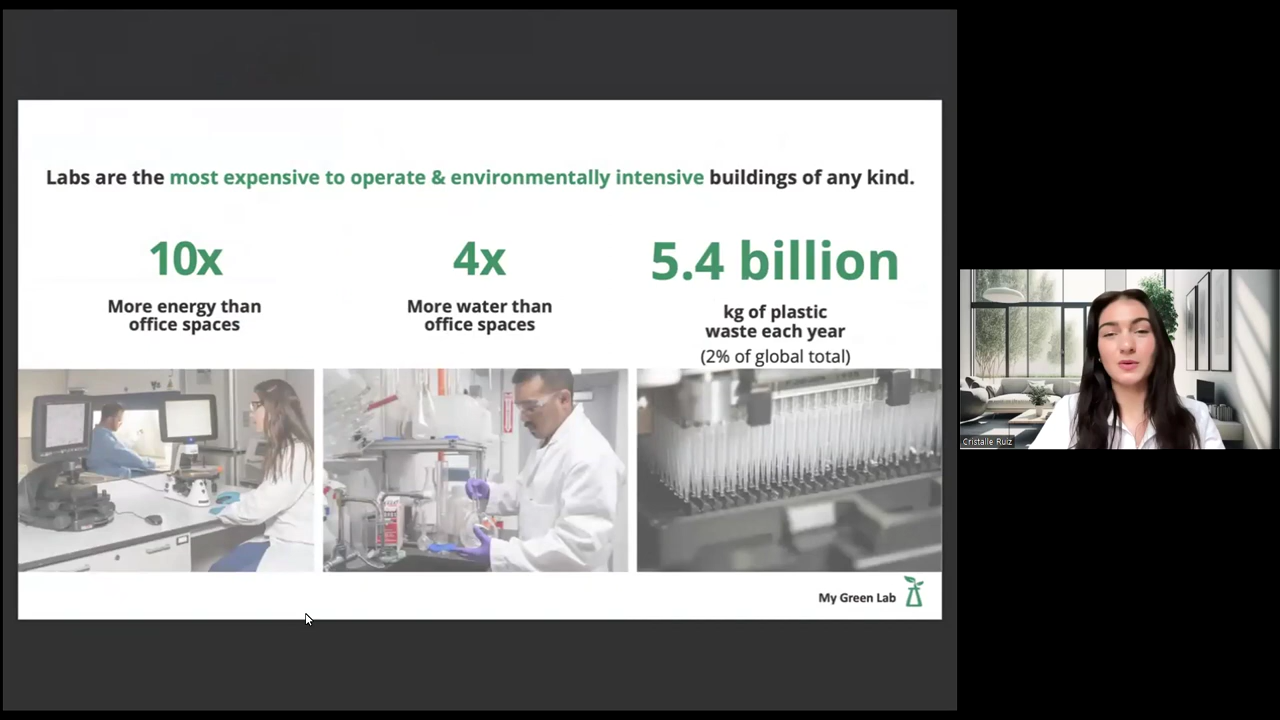 Labs are the most expensive to operate & environmentally intensive buildings of any kind.
10x
More energy than
office spaces
4x
More water than
office spaces
5.4 billion
kg of plastic
waste each year
(2% of global total)
My Green Lab
Cristalle Ruiz